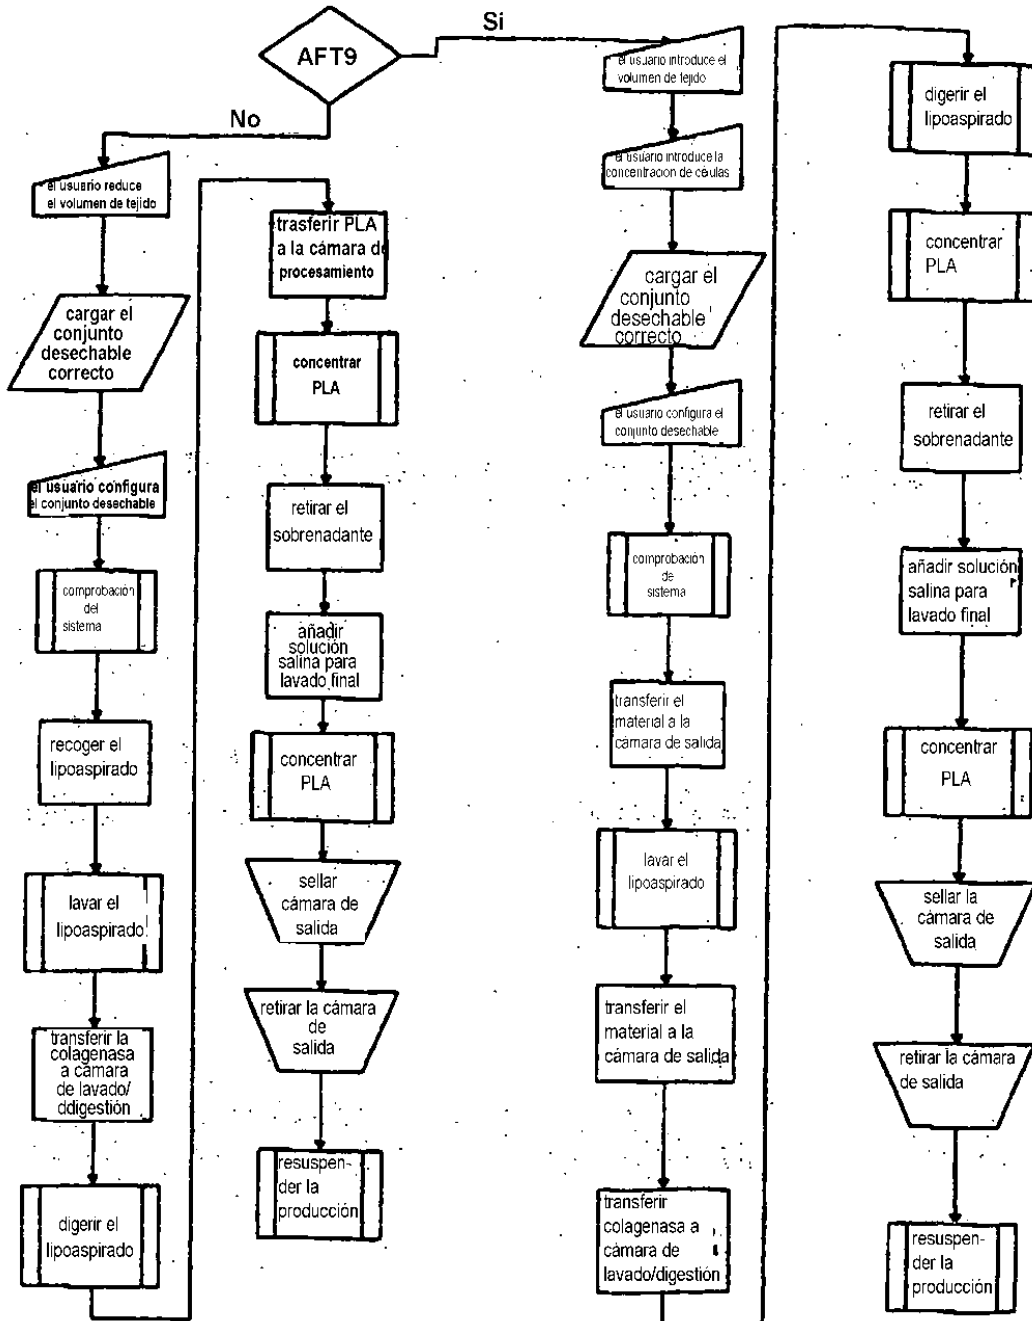 AFT9
Si
No
el usuario reduce
el volumen de tejido
cargar el
conjunto
desechable
correcto
el usuario configura
el conjunto desechable
comprobación
del
sistema
recoger el
lipoaspirado
lavar el
lipoaspirado
transferir la
colagenasa
a cámara
de lavado/
ddigestión
digerir el
lipoaspirado
trasferir PLA
a la cámara de
procesamiento
concentrar
PLA
retirar el
sobrenadante
añadir
solución
salina para
lavado final
concentrar
PLA
sellar
cámara de
salida
retirar la cámara
de
salida
resuspen-
der la
producción
el usuario introduce el
volumen de tejido
el usuario introduce la
concentracion de células
cargar el
conjunto
desechable
correcto
el usuario configura el
conjunto desechable
comprobación
de
sistema
transferir el
material a la
cámara de salida
lavar el
lipoaspirado
transferir el
material a la
cámara de salida
transferir
colagenasa a
cámara de
lavado/digestión
digerir el
lipoaspirado
concentrar
PLA
retirar el
sobrenadante
añadir solución
salina para
lavado final
concentrar
PLA
sellar la
cámara de
salida
retirar la cámara
de salida
resuspen-
der la
producción